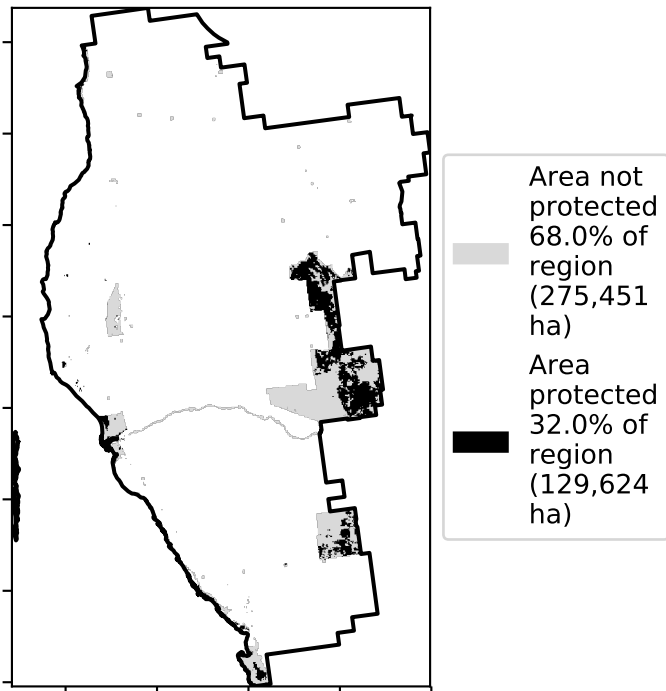 Area not
protected
68.0% of
region
(275,451
ha)
Area
protected
32.0% of
region
(129,624
ha)